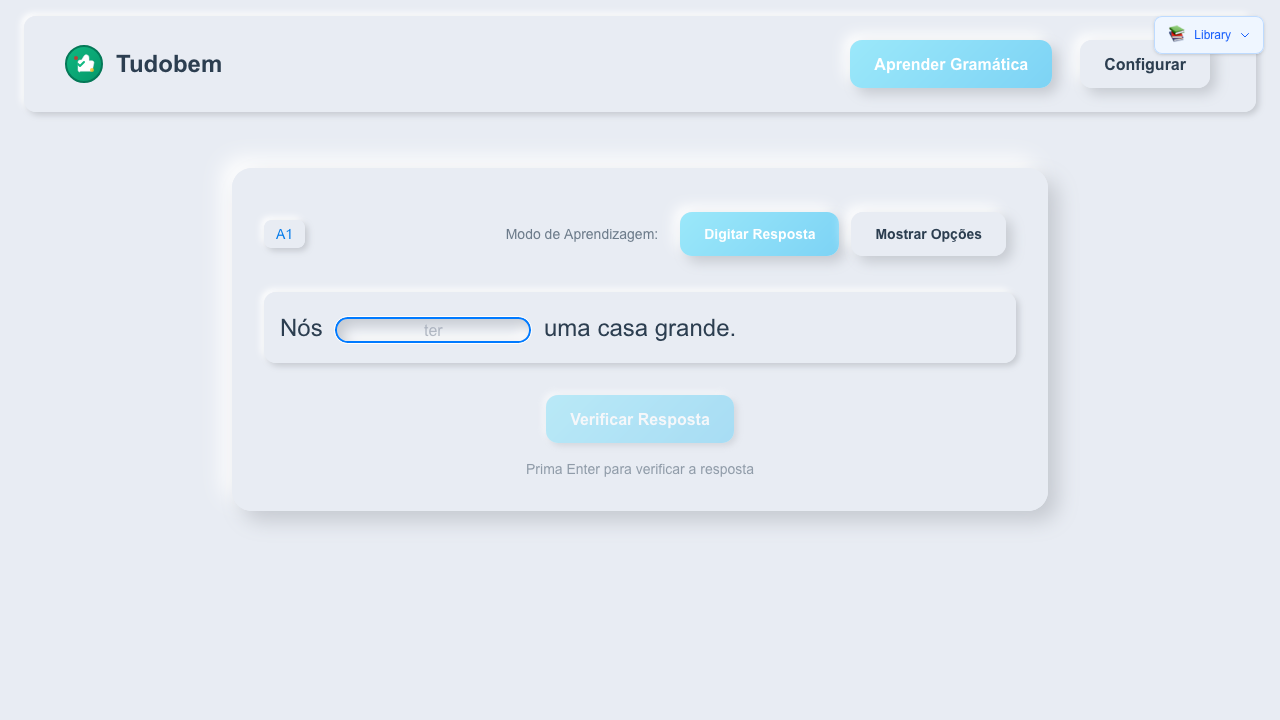 Tudobem
Aprender Gramática
Configurar
Library
A1
Modo de Aprendizagem:
Digitar Resposta
Mostrar Opções
Nós ter uma casa grande.
Verificar Resposta
Prima Enter para verificar a resposta